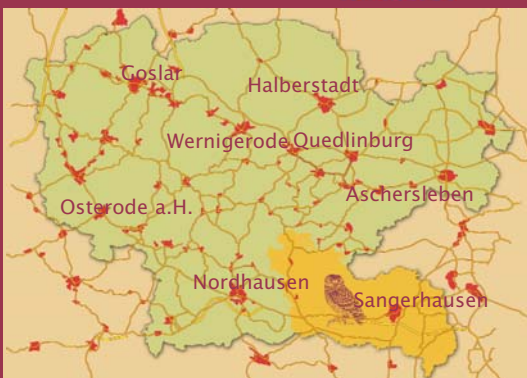 Goslar
Halberstadt
Wernigerode
Quedlinburg
Aschersleben
Osterode a.H.
Nordhausen
Sangerhausen